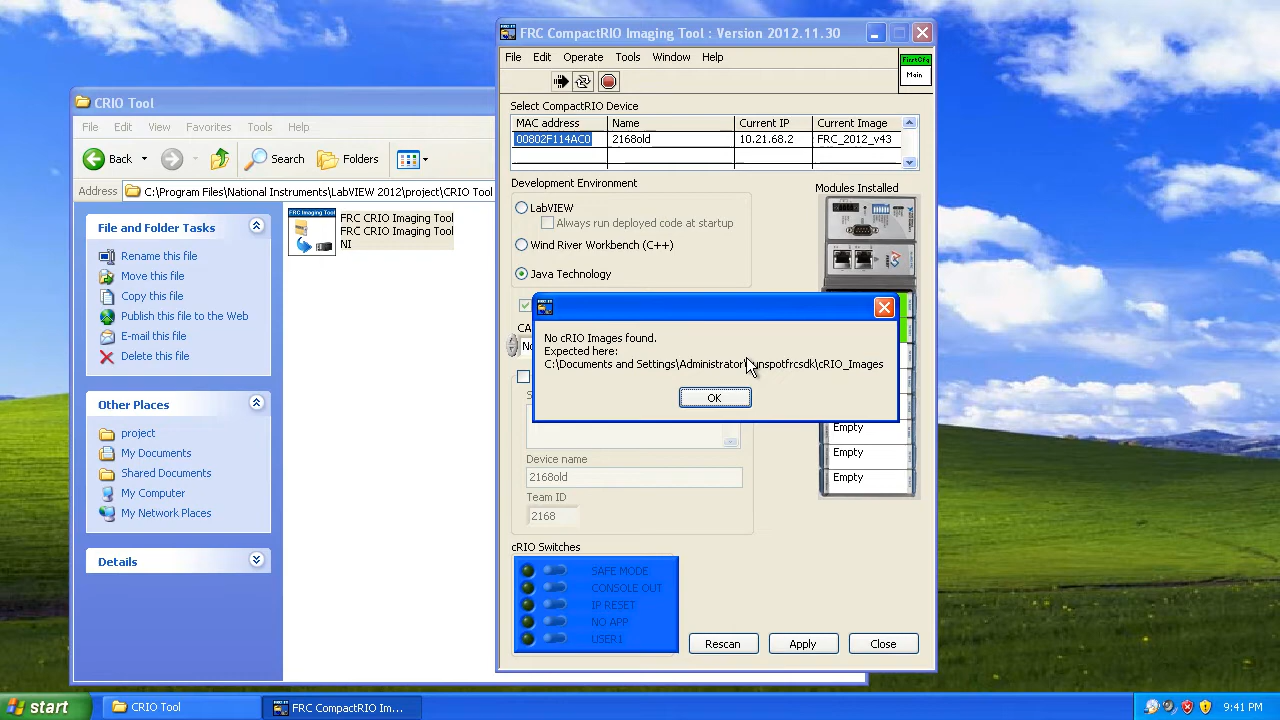 FRC CompactRIO Imaging Tool : Version 2012.11.30
File Edit Operate Tools Window Help
FirstCfg
Main
Select CompactRIO Device
MAC address Name Current IP Current Image
00802F114AC0 2168old 10.21.68.2 FRC_2012_v43
Development Environment
LabVIEW
Always run deployed code at startup
Wind River Workbench (C++)
Java Technology
Modules Installed
No cRIO Images found.
Expected here:
C:\Documents and Settings\Administrator\ unspotfrcsdk\cRIO_Images
OK
CA
No
S
Device name
2168old
Team ID
2168
Empty
Empty
Empty
cRIO Switches
SAFE MODE
CONSOLE OUT
IP RESET
NO APP
USER1
Rescan Apply Close
CRIO Tool
File Edit View Favorites Tools Help
Back Search Folders
Address C:\Program Files\National Instruments\LabVIEW 2012\project\CRIO Tool
File and Folder Tasks
Rename this file
Move this file
Copy this file
Publish this file to the Web
E-mail this file
Delete this file
Other Places
project
My Documents
Shared Documents
My Computer
My Network Places
Details
FRC Imaging Tool
FRC CRIO Imaging Tool
FRC CRIO Imaging Tool
NI
start CRIO Tool FRC CompactRIO Im... 9:41 PM